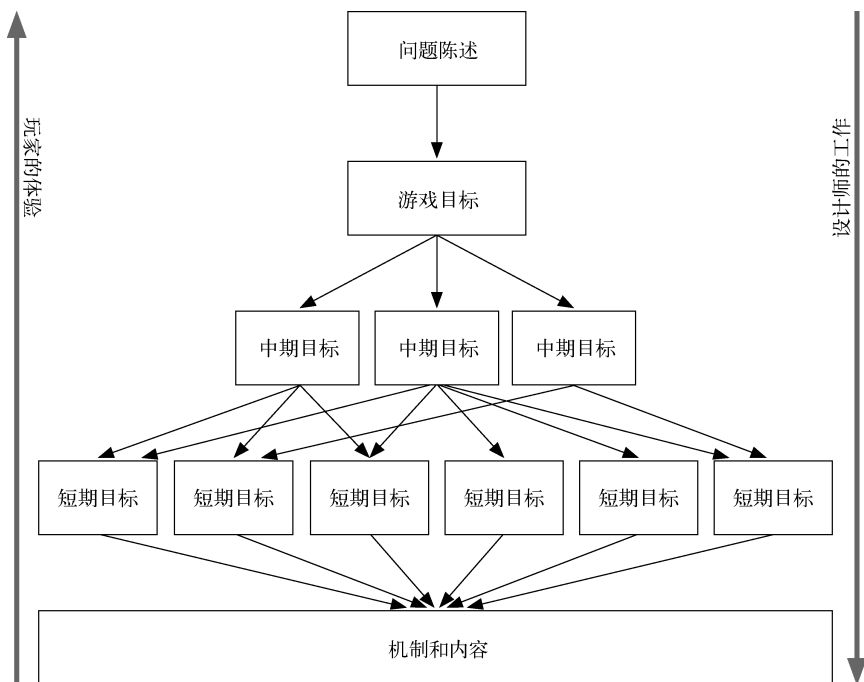 问题陈述
玩家的体验
设计师的工作
游戏目标
中期目标
中期目标
中期目标
短期目标
短期目标
短期目标
短期目标
短期目标
短期目标
机制和内容